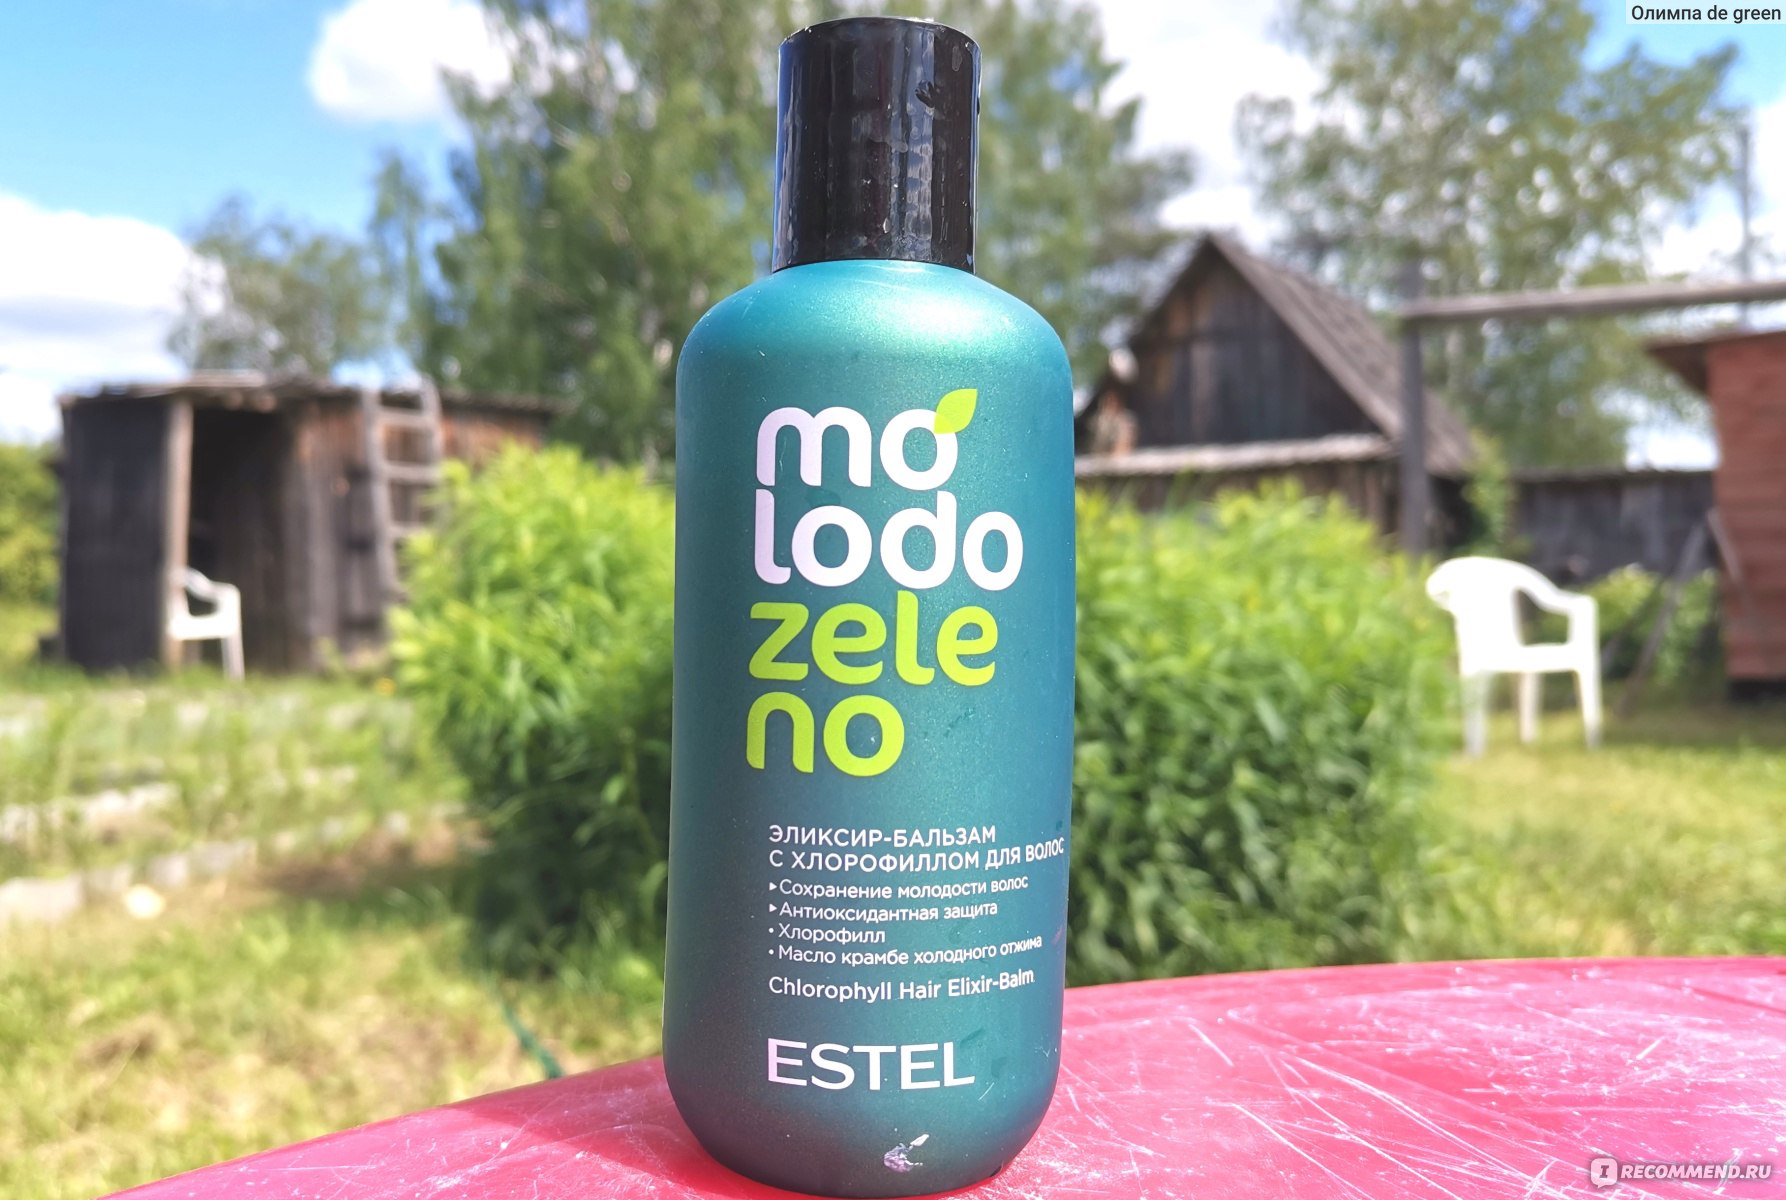 Олимпа de green
mo
lodo
zele
no
ЭЛИКСИР-БАЛЬЗАМ
С ХЛОРОФИЛЛОМ ДЛЯ ВОЛОС
▸Сохранение молодости волос
▸Антиоксидантная защита
• Хлорофилл
• Масло крамбе холодного отжима
Chlorophyll Hair Elixir-Balm
ESTEL
I RECOMMEND.RU